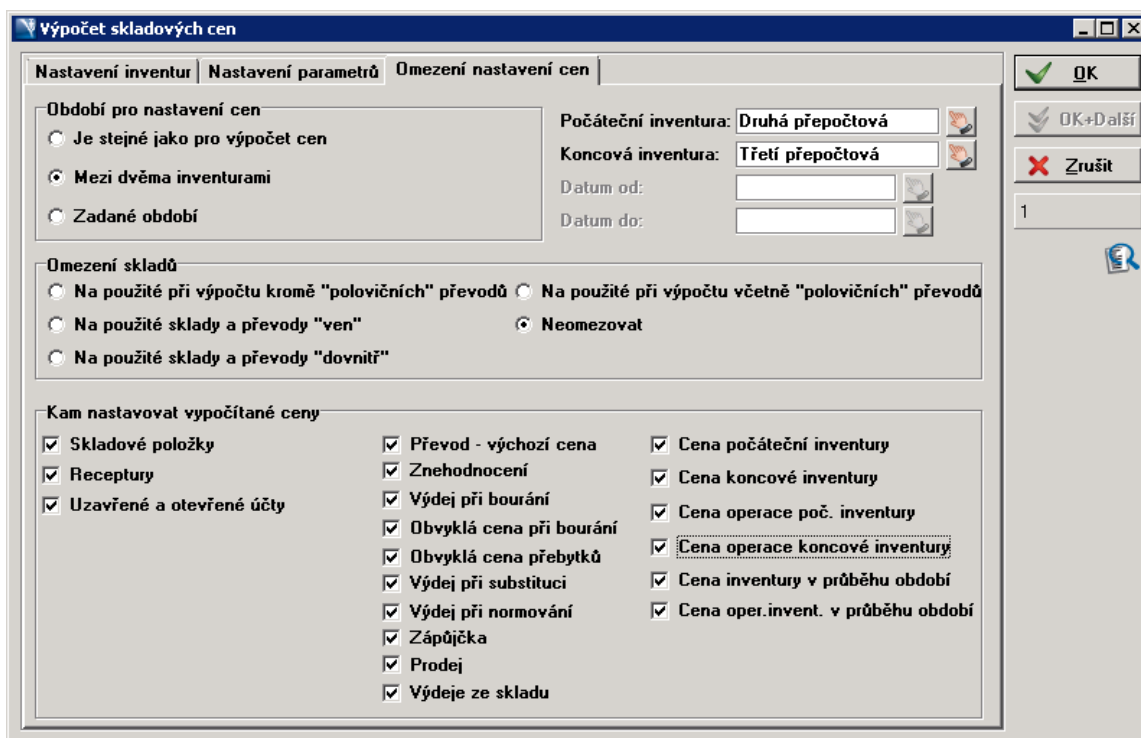 Výpočet skladových cen
Nastavení inventur
Nastavení parametrů
Omezení nastavení cen
Období pro nastavení cen
Je stejné jako pro výpočet cen
Mezi dvěma inventurami
Zadané období
Počáteční inventura: Druhá přepočtová
Koncová inventura: Třetí přepočtová
Datum od:
Datum do:
OK
OK+Další
Zrušit
1
Omezení skladů
Na použité při výpočtu kromě "polovičních" převodů
Na použité při výpočtu včetně "polovičních" převodů
Na použité sklady a převody "ven"
Neomezovat
Na použité sklady a převody "dovnitř"
Kam nastavovat vypočítané ceny
Skladové položky
Receptury
Uzavřené a otevřené účty
Převod - výchozí cena
Znehodnocení
Výdej při bourání
Obvyklá cena při bourání
Obvyklá cena přebytků
Výdej při substituci
Výdej při normování
Zápůjčka
Prodej
Výdeje ze skladu
Cena počáteční inventury
Cena koncové inventury
Cena operace poč. inventury
Cena operace koncové inventury
Cena inventury v průběhu období
Cena oper.invent. v průběhu období